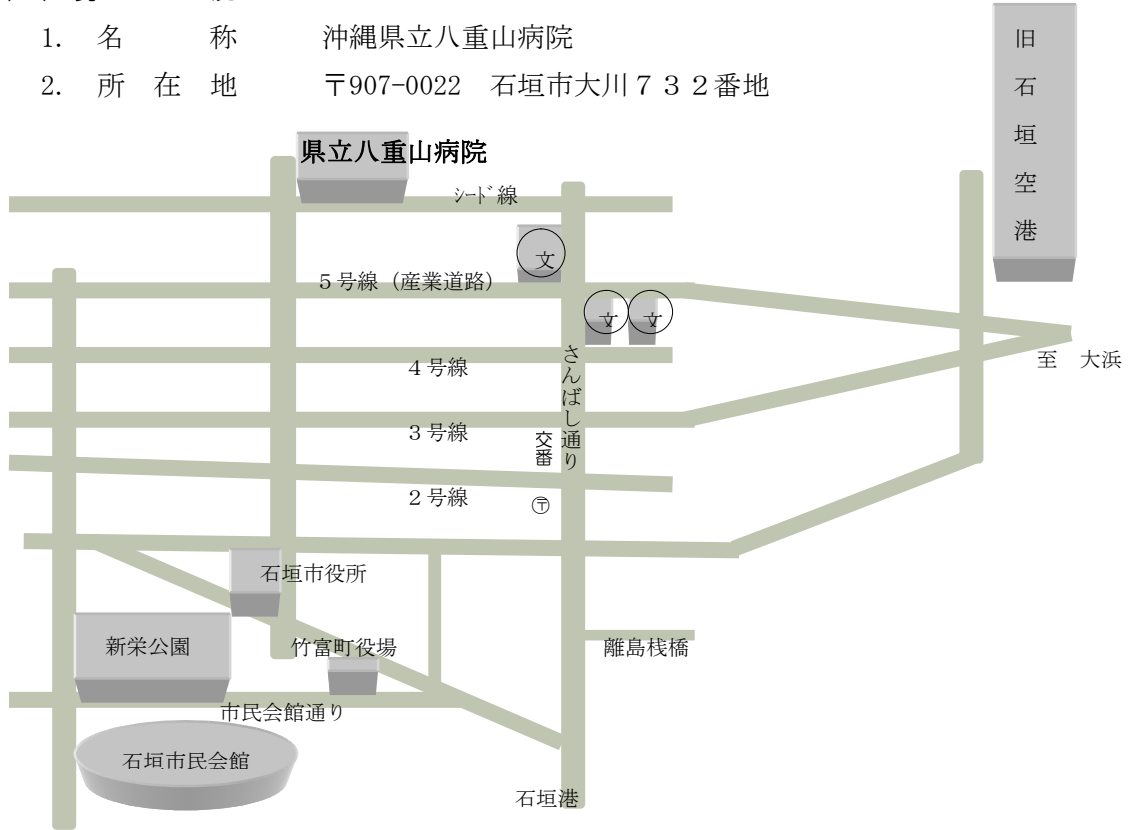 1. 名 称 沖縄県立八重山病院
2. 所 在 地 〒907-0022 石垣市大川７３２番地
旧石垣空港
県立八重山病院
シード線
文
５号線（産業道路）
文 文
さんばし通り
４号線
至 大浜
３号線
交番
２号線
〒
石垣市役所
新栄公園
竹富町役場
離島桟橋
市民会館通り
石垣市民会館
石垣港